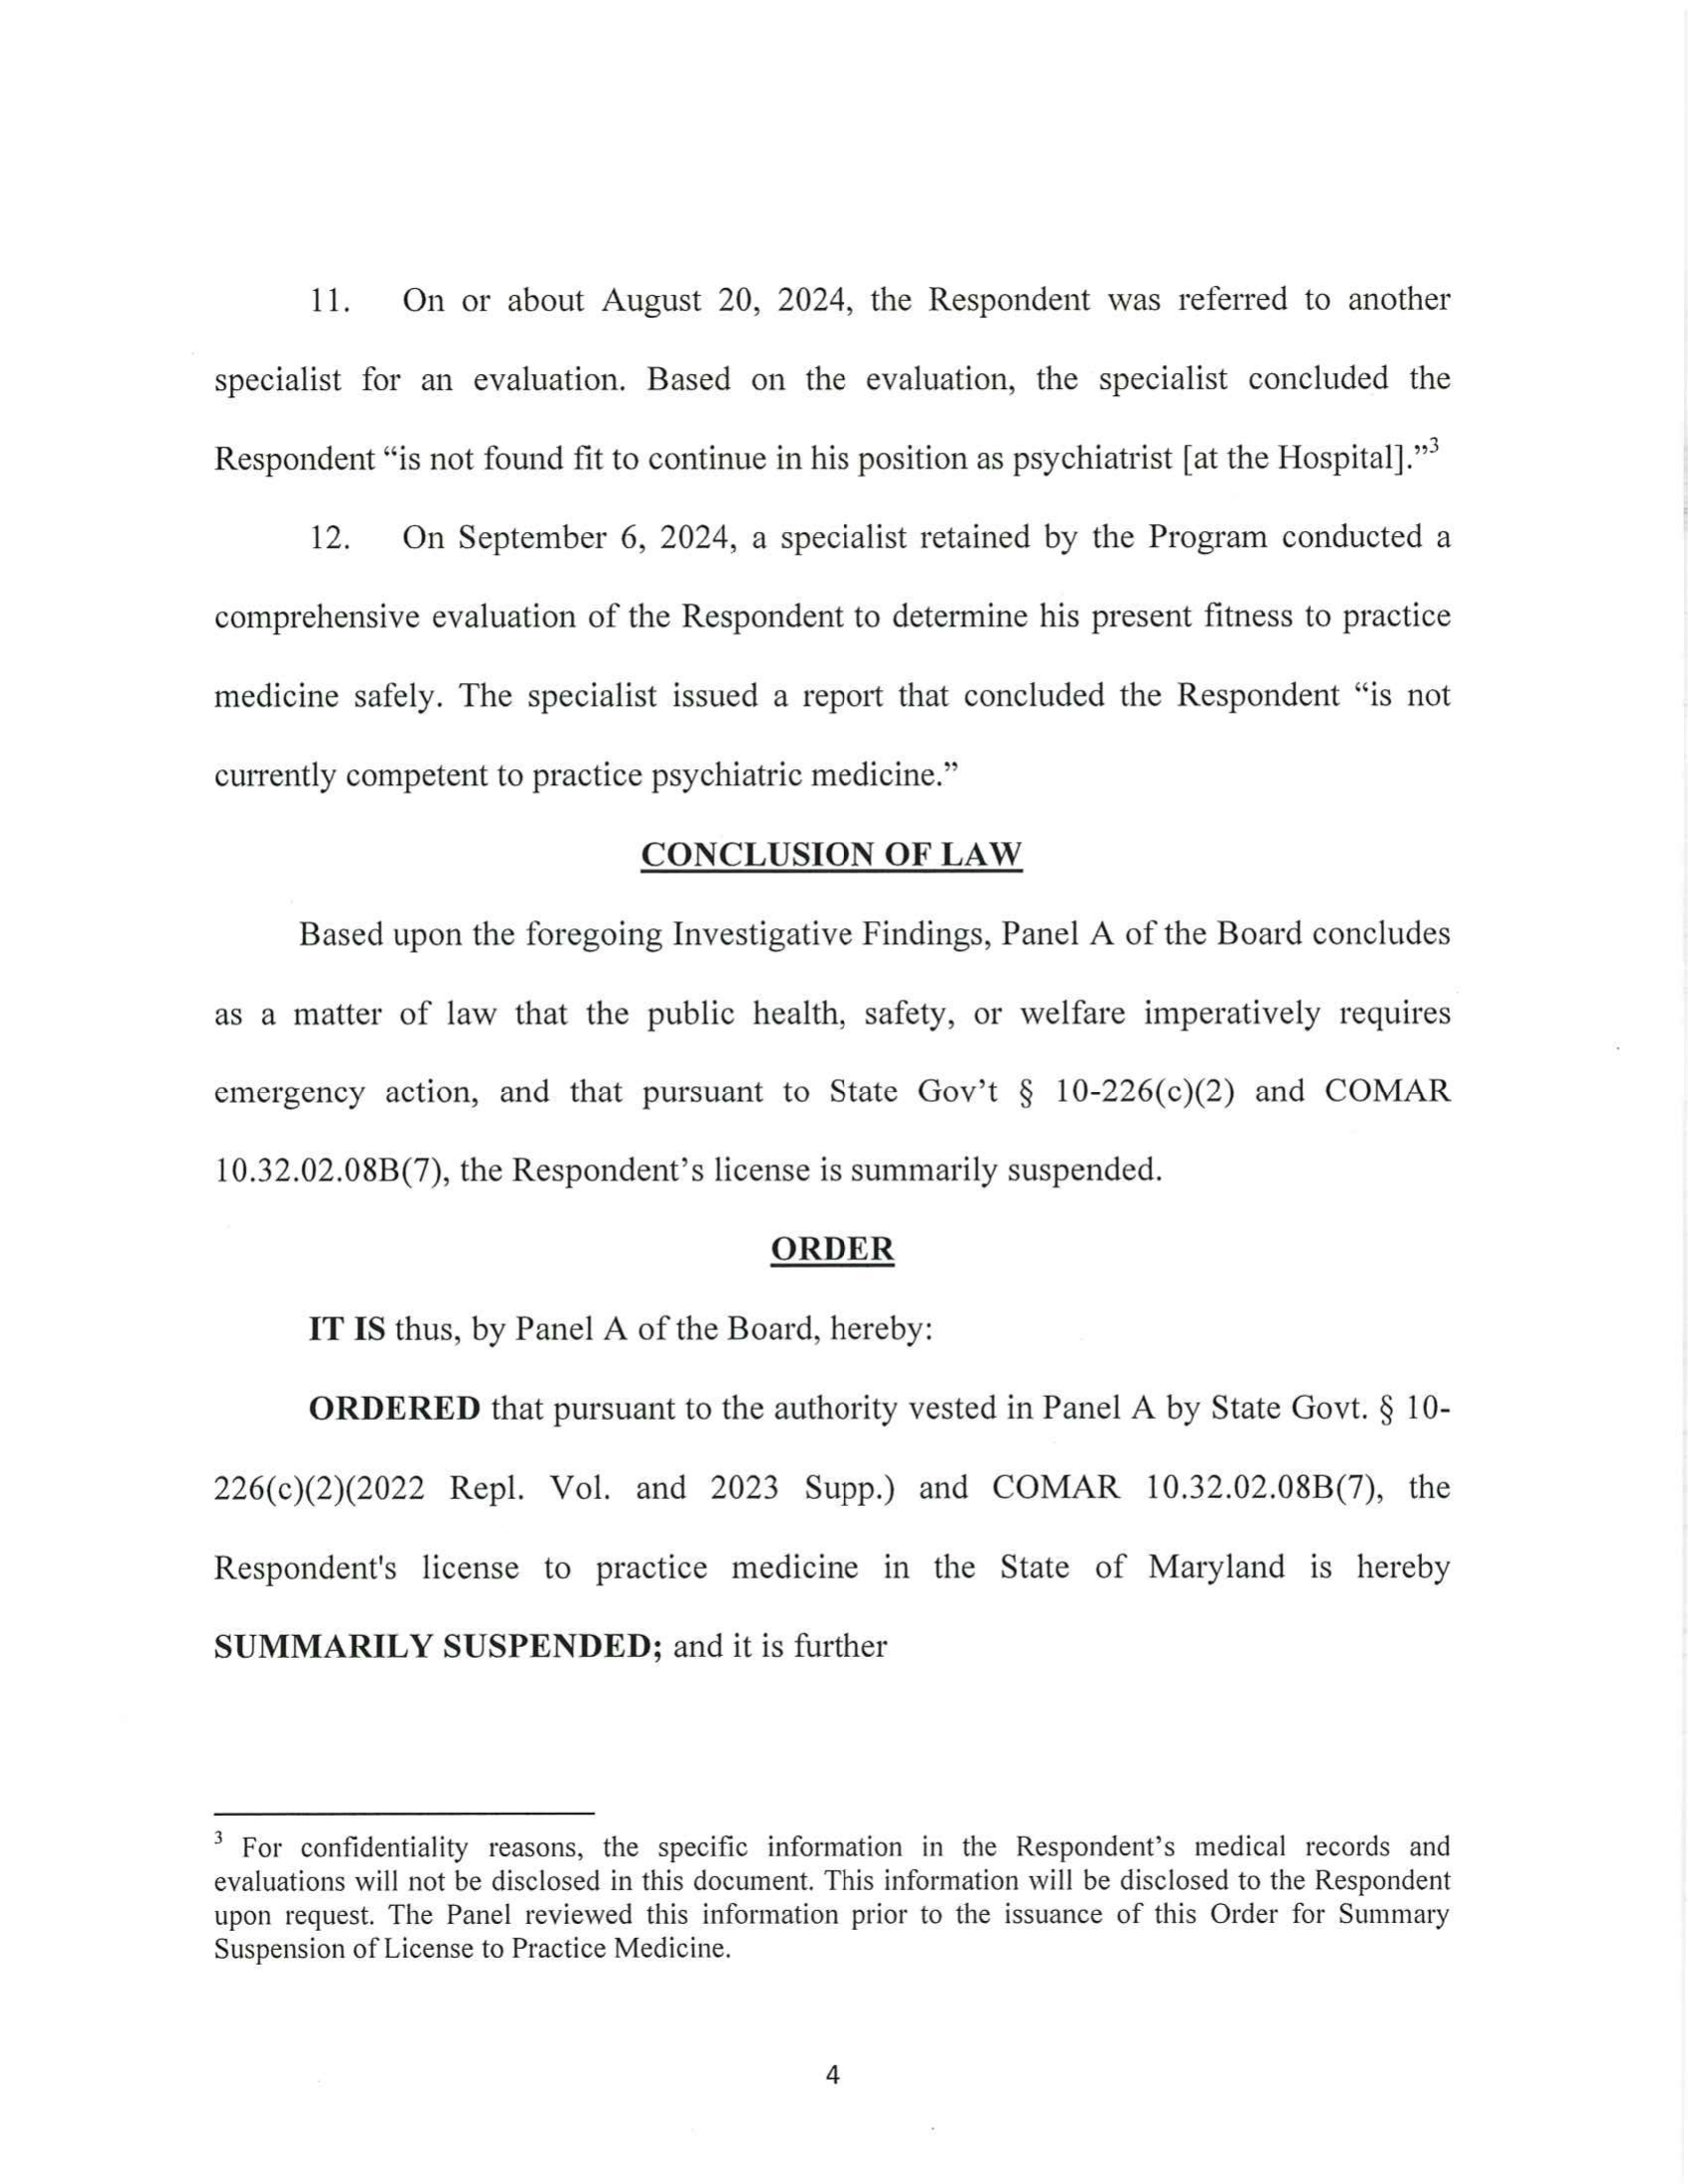 11. On or about August 20, 2024, the Respondent was referred to another
specialist for an evaluation. Based on the evaluation, the specialist concluded the
Respondent “is not found fit to continue in his position as psychiatrist [at the Hospital].”3
12. On September 6, 2024, a specialist retained by the Program conducted a
comprehensive evaluation of the Respondent to determine his present fitness to practice
medicine safely. The specialist issued a report that concluded the Respondent “is not
currently competent to practice psychiatric medicine.”
CONCLUSION OF LAW
Based upon the foregoing Investigative Findings, Panel A of the Board concludes
as a matter of law that the public health, safety, or welfare imperatively requires
emergency action, and that pursuant to State Gov’t § 10-226(c)(2) and COMAR
10.32.02.08B(7), the Respondent’s license is summarily suspended.
ORDER
IT IS thus, by Panel A of the Board, hereby:
ORDERED that pursuant to the authority vested in Panel A by State Govt. § 10-
226(c)(2)(2022 Repl. Vol. and 2023 Supp.) and COMAR 10.32.02.08B(7), the
Respondent's license to practice medicine in the State of Maryland is hereby
SUMMARILY SUSPENDED; and it is further
3 For confidentiality reasons, the specific information in the Respondent’s medical records and
evaluations will not be disclosed in this document. This information will be disclosed to the Respondent
upon request. The Panel reviewed this information prior to the issuance of this Order for Summary
Suspension of License to Practice Medicine.
4